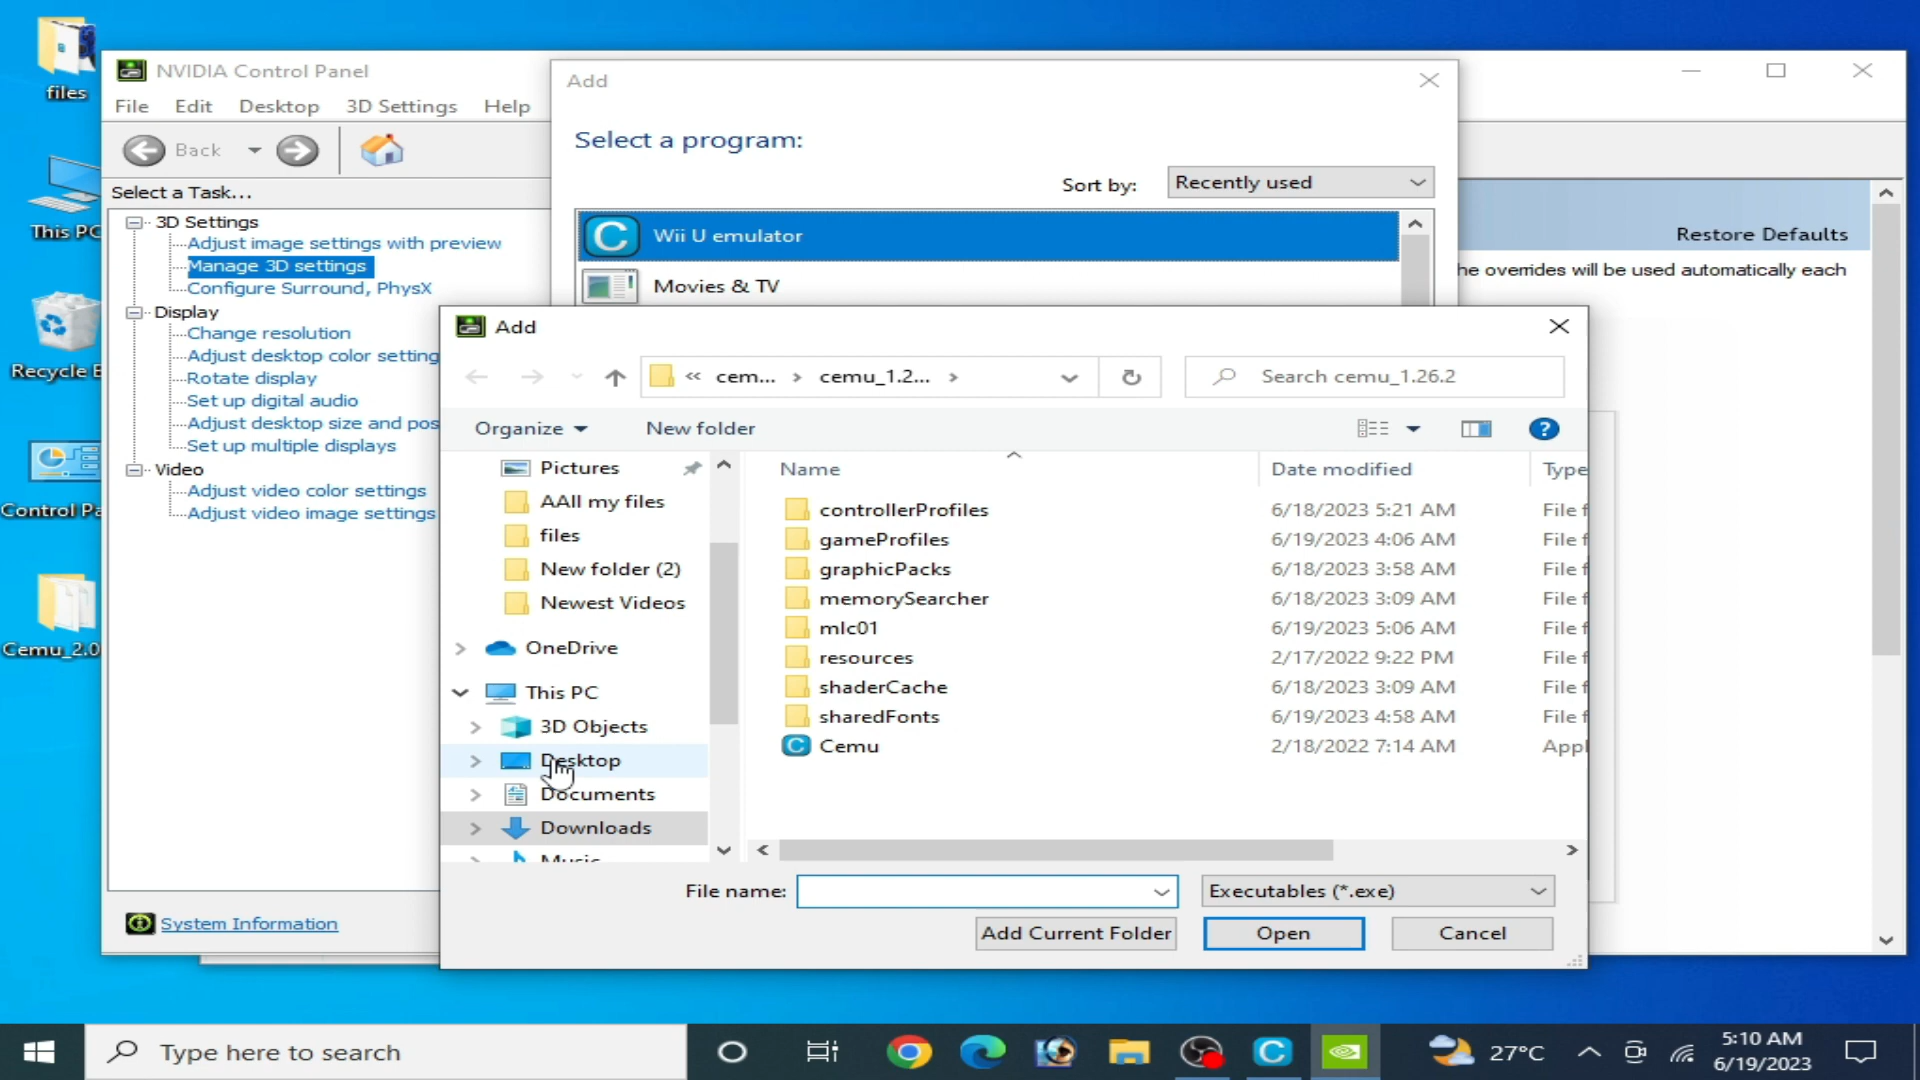 files
This PC
Recycle B
Control Pa
Cemu_2.0
NVIDIA Control Panel
File Edit Desktop 3D Settings Help
Back
Select a Task...
3D Settings
Adjust image settings with preview
Manage 3D settings
Configure Surround, PhysX
Display
Change resolution
Adjust desktop color setting
Rotate display
Set up digital audio
Adjust desktop size and pos
Set up multiple displays
Video
Adjust video color settings
Adjust video image settings
System Information
Restore Defaults
he overrides will be used automatically each
Add
Select a program:
Sort by: Recently used
Wii U emulator
Movies & TV
Add
« cem... › cemu_1.2... ›
Search cemu_1.26.2
Organize New folder
Pictures
AAll my files
files
New folder (2)
Newest Videos
OneDrive
This PC
3D Objects
Desktop
Documents
Downloads
Music
Name Date modified Type
controllerProfiles 6/18/2023 5:21 AM File f
gameProfiles 6/19/2023 4:06 AM File f
graphicPacks 6/18/2023 3:58 AM File f
memorySearcher 6/18/2023 3:09 AM File f
mlc01 6/19/2023 5:06 AM File f
resources 2/17/2022 9:22 PM File f
shaderCache 6/18/2023 3:09 AM File f
sharedFonts 6/19/2023 4:58 AM File f
Cemu 2/18/2022 7:14 AM Appl
File name: Executables (*.exe)
Add Current Folder Open Cancel
Type here to search
27°C
5:10 AM
6/19/2023